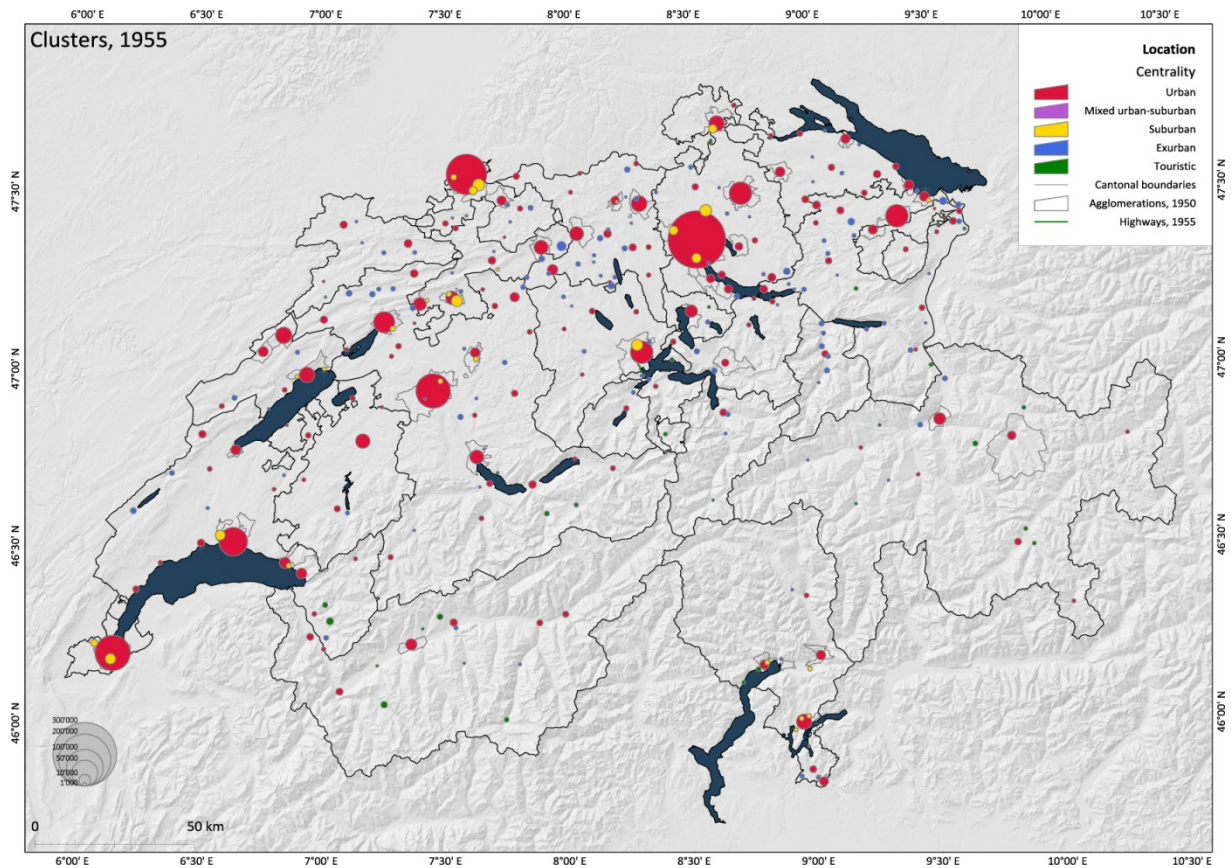 6°00' E 6°30' E 7°00' E 7°30' E 8°00' E 8°30' E 9°00' E 9°30' E 10°00' E 10°30' E
Clusters, 1955
Location
Centrality
Urban
Mixed urban-suburban
Suburban
Exurban
Touristic
Cantonal boundaries
Agglomerations, 1950
Highways, 1955
47°30' N
47°30' N
47°00' N
47°00' N
46°30' N
46°30' N
46°00' N
46°00' N
300'000
200'000
100'000
50'000
10'000
1'000
0 50 km
6°00' E 6°30' E 7°00' E 7°30' E 8°00' E 8°30' E 9°00' E 9°30' E 10°00' E 10°30' E